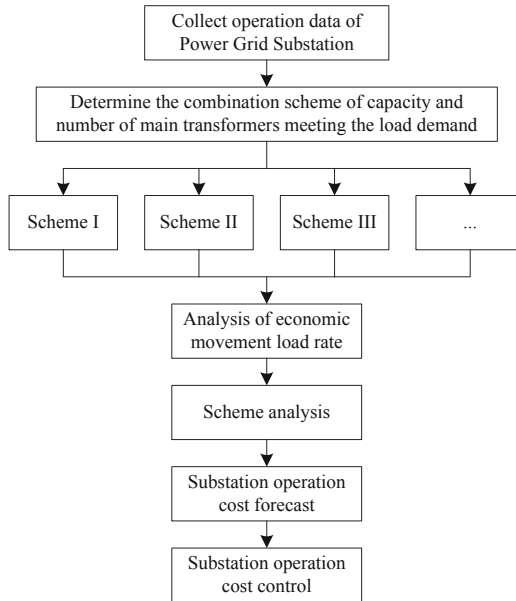 Collect operation data of
Power Grid Substation
Determine the combination scheme of capacity and
number of main transformers meeting the load demand
Scheme I
Scheme II
Scheme III
...
Analysis of economic
movement load rate
Scheme analysis
Substation operation
cost forecast
Substation operation
cost control